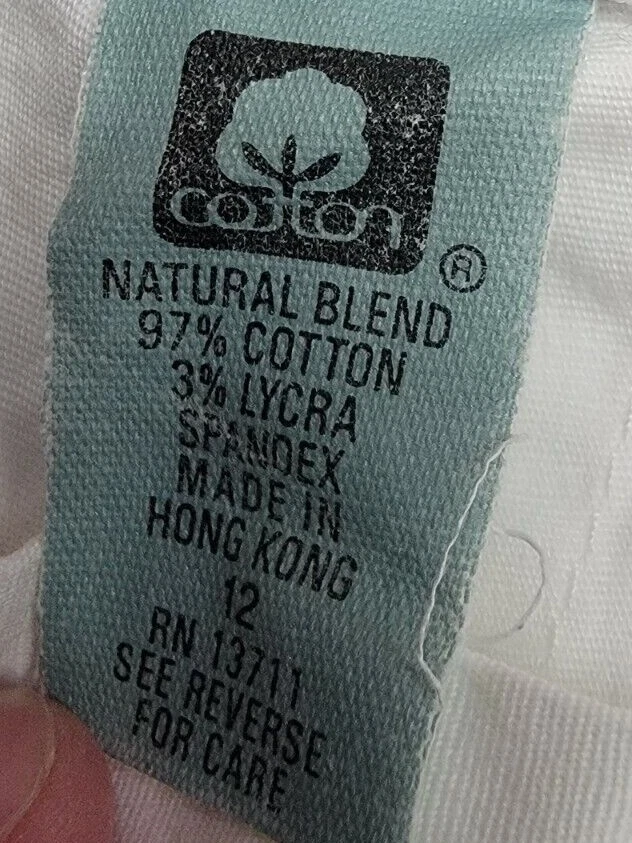 cotton
®
NATURAL BLEND
97% COTTON
3% LYCRA
SPANDEX
MADE IN
HONG KONG
12
RN 13711
SEE REVERSE
FOR CARE